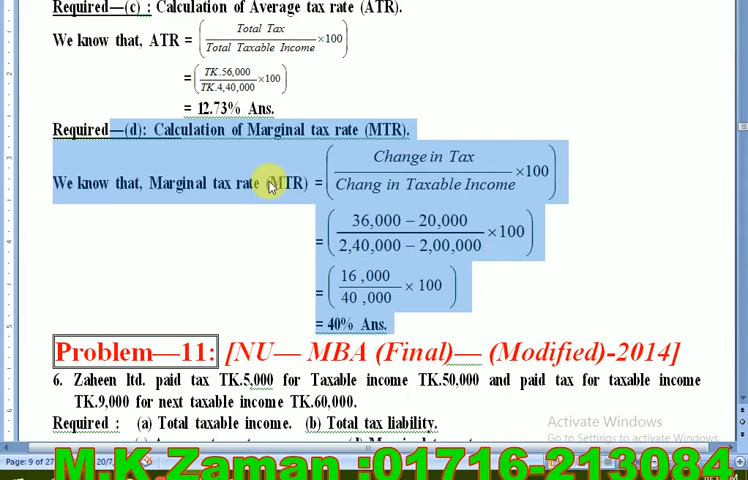 Required—(c) : Calculation of Average tax rate (ATR).
We know that, ATR = (Total Tax / Total Taxable Income ×100)
= (TK.56,000 / TK.4,40,000 ×100)
= 12.73% Ans.
Required—(d): Calculation of Marginal tax rate (MTR).
We know that, Marginal tax rate (MTR) = (Change in Tax / Chang in Taxable Income ×100)
= (36,000 – 20,000 / 2,40,000 – 2,00,000 ×100)
= (16 ,000 / 40 ,000 × 100)
= 40% Ans.
Problem—11: [NU— MBA (Final)— (Modified)-2014]
6. Zaheen ltd. paid tax TK.5,000 for Taxable income TK.50,000 and paid tax for taxable income
TK.9,000 for next taxable income TK.60,000.
Required : (a) Total taxable income. (b) Total tax liability.
Activate Windows
Go to Settings to activate Windows.
Page: 9 of 27
M.K Zaman :01716-213084